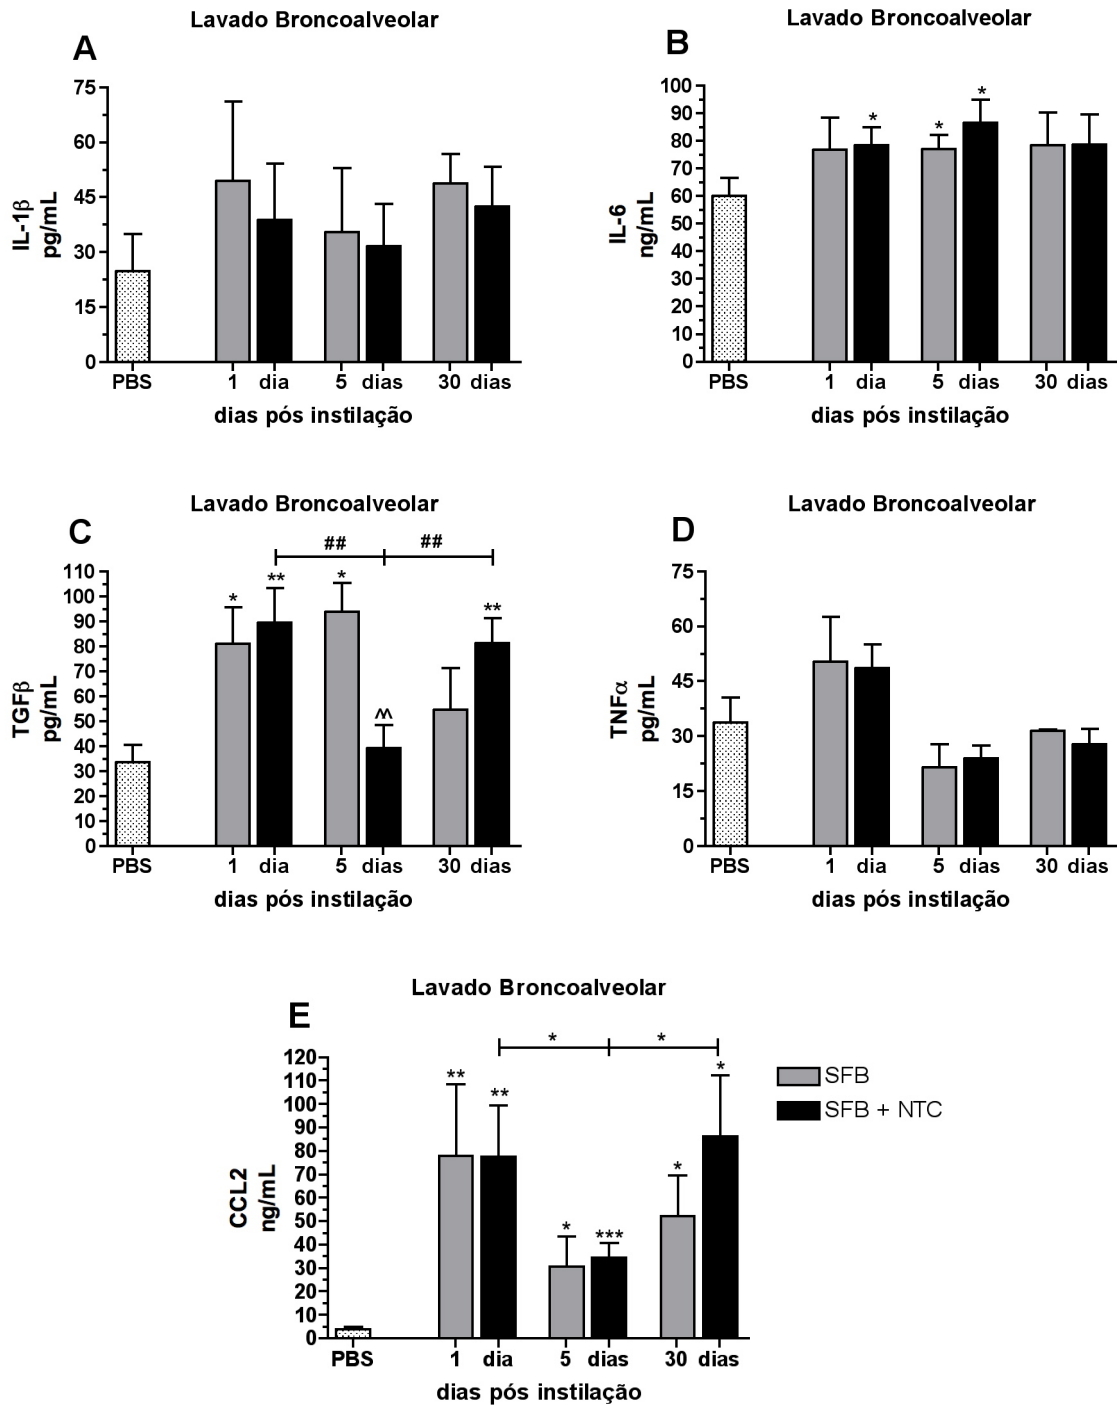 Lavado Broncoalveolar
A
75
60
45
30
15
0
IL-1β
pg/mL
PBS
1 dia
5 dias
30 dias
dias pós instilação
Lavado Broncoalveolar
B
100
90
80
70
60
50
40
30
20
10
0
IL-6
ng/mL
*
*
*
PBS
1 dia
5 dias
30 dias
dias pós instilação
Lavado Broncoalveolar
C
##
##
110
100
90
80
70
60
50
40
30
20
10
0
TGFβ
pg/mL
*
**
*
^^
**
PBS
1 dia
5 dias
30 dias
dias pós instilação
Lavado Broncoalveolar
D
75
60
45
30
15
0
TNFα
pg/mL
PBS
1 dia
5 dias
30 dias
dias pós instilação
Lavado Broncoalveolar
E
*
*
120
110
100
90
80
70
60
50
40
30
20
10
0
CCL2
ng/mL
**
**
*
***
*
*
PBS
1 dia
5 dias
30 dias
dias pós instilação
SFB
SFB + NTC